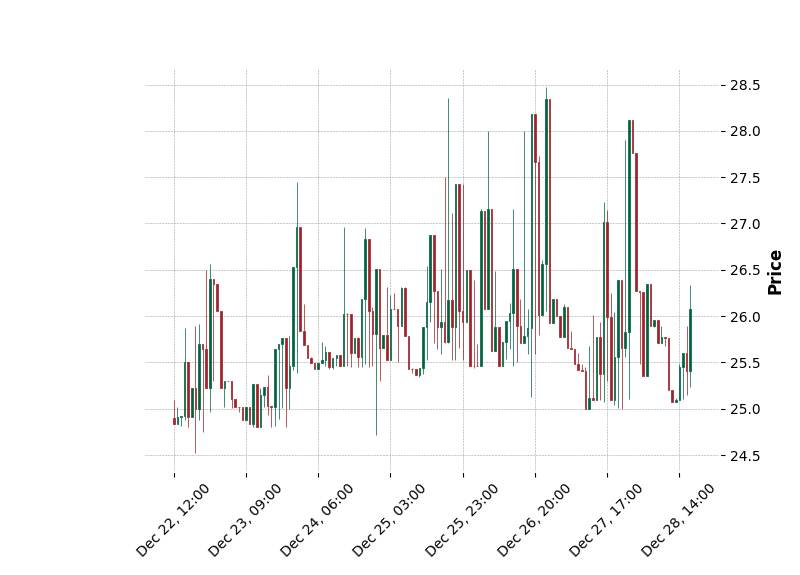 28.5
28.0
27.5
27.0
26.5
26.0
25.5
25.0
24.5
Price
Dec 22, 12:00
Dec 23, 09:00
Dec 24, 06:00
Dec 25, 03:00
Dec 25, 23:00
Dec 26, 20:00
Dec 27, 17:00
Dec 28, 14:00